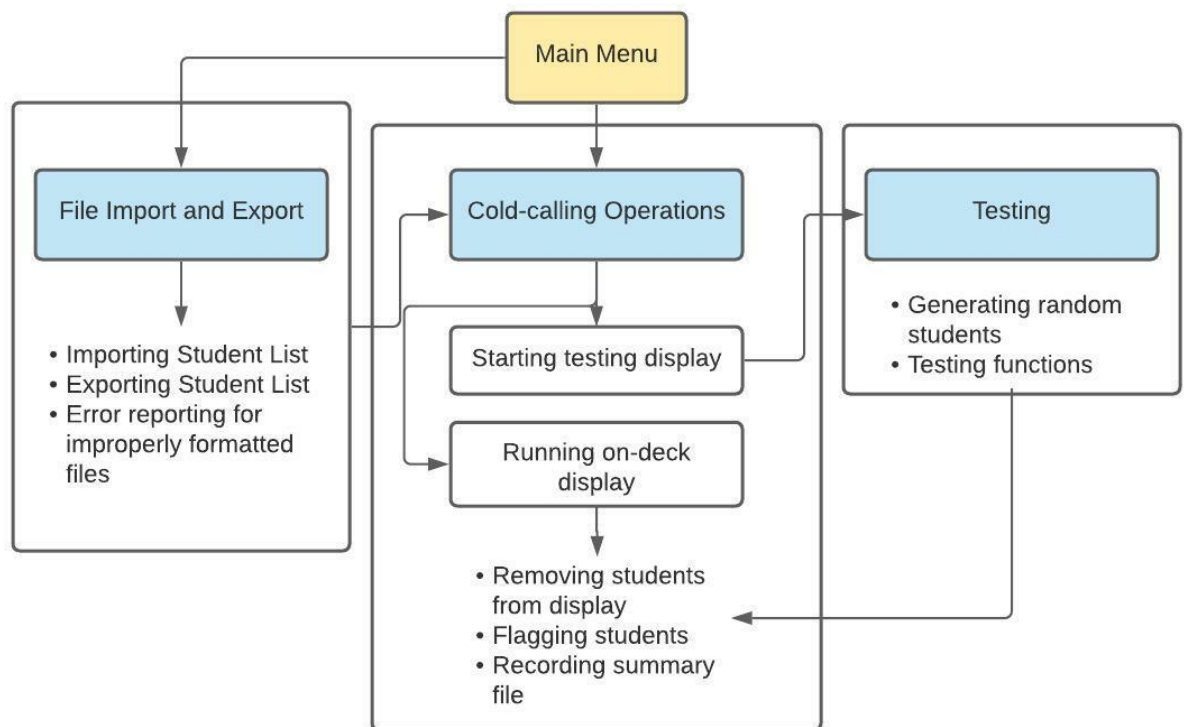 Main Menu
File Import and Export
• Importing Student List
• Exporting Student List
• Error reporting for
improperly formatted
files
Cold-calling Operations
Starting testing display
Running on-deck
display
• Removing students
from display
• Flagging students
• Recording summary
file
Testing
• Generating random
students
• Testing functions